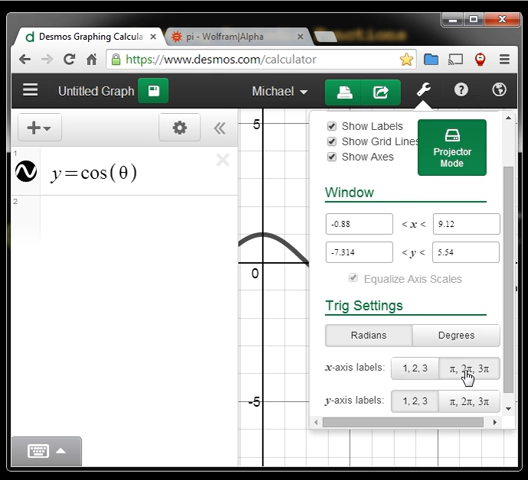 Desmos Graphing Calcula
pi - Wolfram|Alpha
https://www.desmos.com/calculator
Untitled Graph
Michael
1
y=cos(θ)
2
5
0
-5
Show Labels
Show Grid Lines
Show Axes
Projector
Mode
Window
-0.88 < x < 9.12
-7.314 < y < 5.54
Equalize Axis Scales
Trig Settings
Radians Degrees
x-axis labels: 1, 2, 3 π, 2π, 3π
y-axis labels: 1, 2, 3 π, 2π, 3π